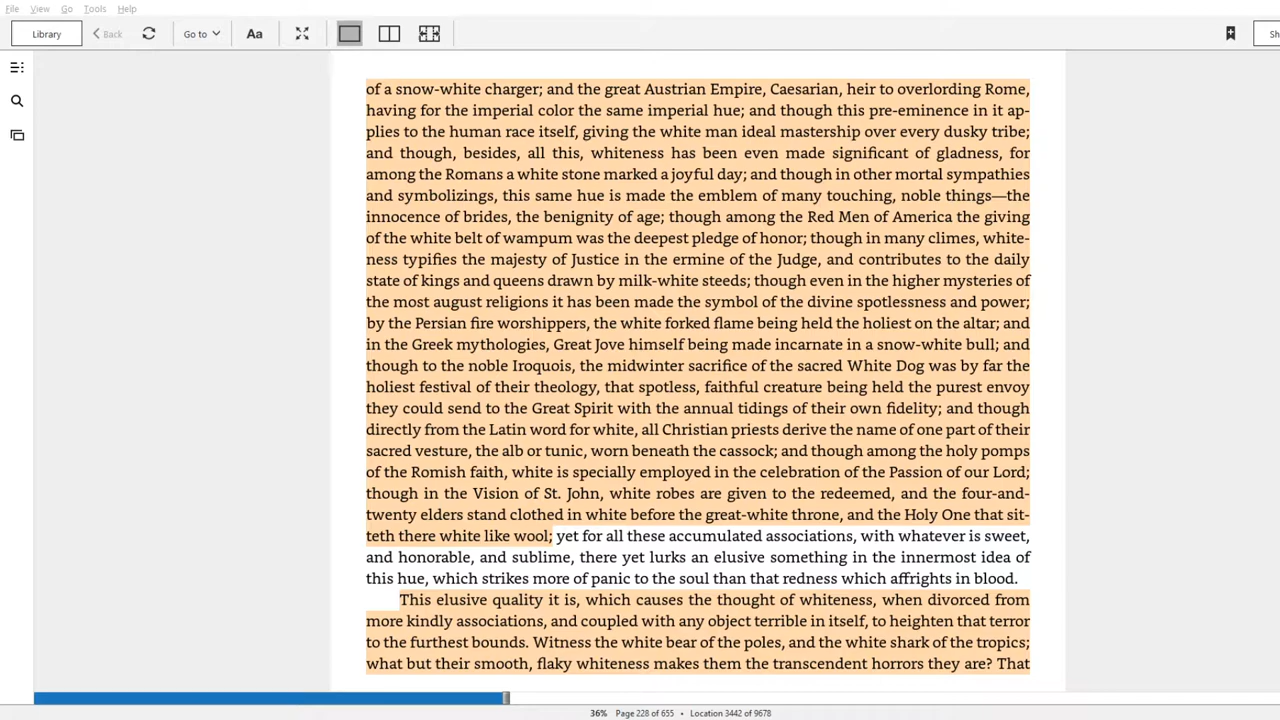 File View Go Tools Help
Library Back Go to Aa Sh
of a snow-white charger; and the great Austrian Empire, Caesarian, heir to overlording Rome,
having for the imperial color the same imperial hue; and though this pre-eminence in it ap-
plies to the human race itself, giving the white man ideal mastership over every dusky tribe;
and though, besides, all this, whiteness has been even made significant of gladness, for
among the Romans a white stone marked a joyful day; and though in other mortal sympathies
and symbolizings, this same hue is made the emblem of many touching, noble things—the
innocence of brides, the benignity of age; though among the Red Men of America the giving
of the white belt of wampum was the deepest pledge of honor; though in many climes, white-
ness typifies the majesty of Justice in the ermine of the Judge, and contributes to the daily
state of kings and queens drawn by milk-white steeds; though even in the higher mysteries of
the most august religions it has been made the symbol of the divine spotlessness and power;
by the Persian fire worshippers, the white forked flame being held the holiest on the altar; and
in the Greek mythologies, Great Jove himself being made incarnate in a snow-white bull; and
though to the noble Iroquois, the midwinter sacrifice of the sacred White Dog was by far the
holiest festival of their theology, that spotless, faithful creature being held the purest envoy
they could send to the Great Spirit with the annual tidings of their own fidelity; and though
directly from the Latin word for white, all Christian priests derive the name of one part of their
sacred vesture, the alb or tunic, worn beneath the cassock; and though among the holy pomps
of the Romish faith, white is specially employed in the celebration of the Passion of our Lord;
though in the Vision of St. John, white robes are given to the redeemed, and the four-and-
twenty elders stand clothed in white before the great-white throne, and the Holy One that sit-
teth there white like wool; yet for all these accumulated associations, with whatever is sweet,
and honorable, and sublime, there yet lurks an elusive something in the innermost idea of
this hue, which strikes more of panic to the soul than that redness which affrights in blood.
This elusive quality it is, which causes the thought of whiteness, when divorced from
more kindly associations, and coupled with any object terrible in itself, to heighten that terror
to the furthest bounds. Witness the white bear of the poles, and the white shark of the tropics;
what but their smooth, flaky whiteness makes them the transcendent horrors they are? That
36% Page 228 of 655 • Location 3442 of 9678